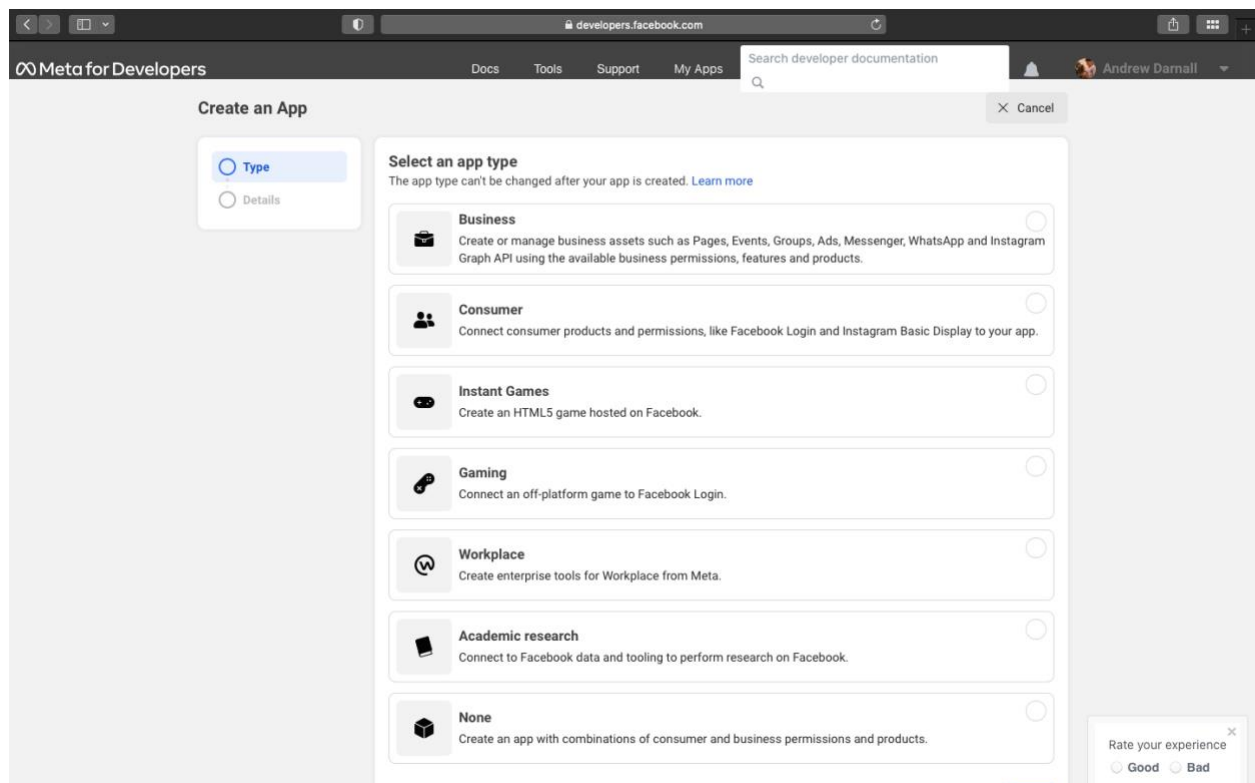 developers.facebook.com
Meta for Developers
Docs
Tools
Support
My Apps
Search developer documentation
Andrew Darnall
Create an App
Cancel
Type
Details
Select an app type
The app type can't be changed after your app is created. Learn more
Business
Create or manage business assets such as Pages, Events, Groups, Ads, Messenger, WhatsApp and Instagram
Graph API using the available business permissions, features and products.
Consumer
Connect consumer products and permissions, like Facebook Login and Instagram Basic Display to your app.
Instant Games
Create an HTML5 game hosted on Facebook.
Gaming
Connect an off-platform game to Facebook Login.
Workplace
Create enterprise tools for Workplace from Meta.
Academic research
Connect to Facebook data and tooling to perform research on Facebook.
None
Create an app with combinations of consumer and business permissions and products.
Rate your experience
Good Bad